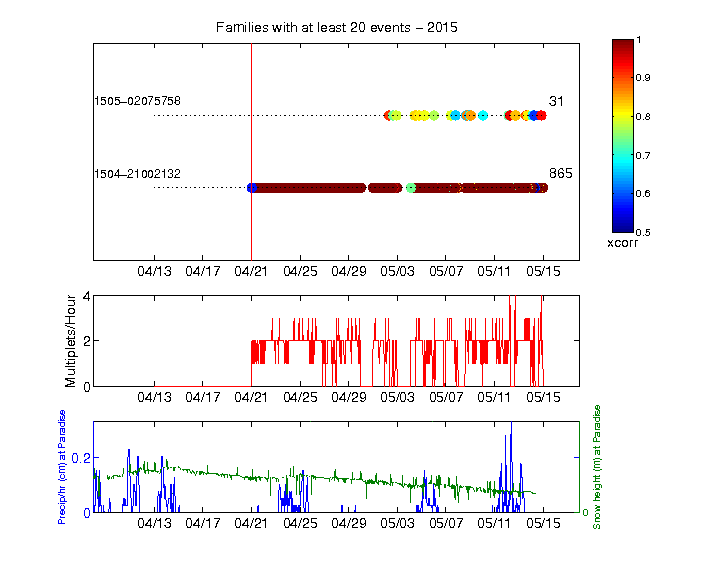 Families with at least 20 events – 2015
1505–02075758
31
1504–21002132
865
04/13 04/17 04/21 04/25 04/29 05/03 05/07 05/11 05/15
1
0.9
0.8
0.7
0.6
0.5
xcorr
Multiplets/Hour
4
2
0
04/13 04/17 04/21 04/25 04/29 05/03 05/07 05/11 05/15
Precip/hr (cm) at Paradise
0.2
0
0
Snow height (m) at Paradise
04/13 04/17 04/21 04/25 04/29 05/03 05/07 05/11 05/15